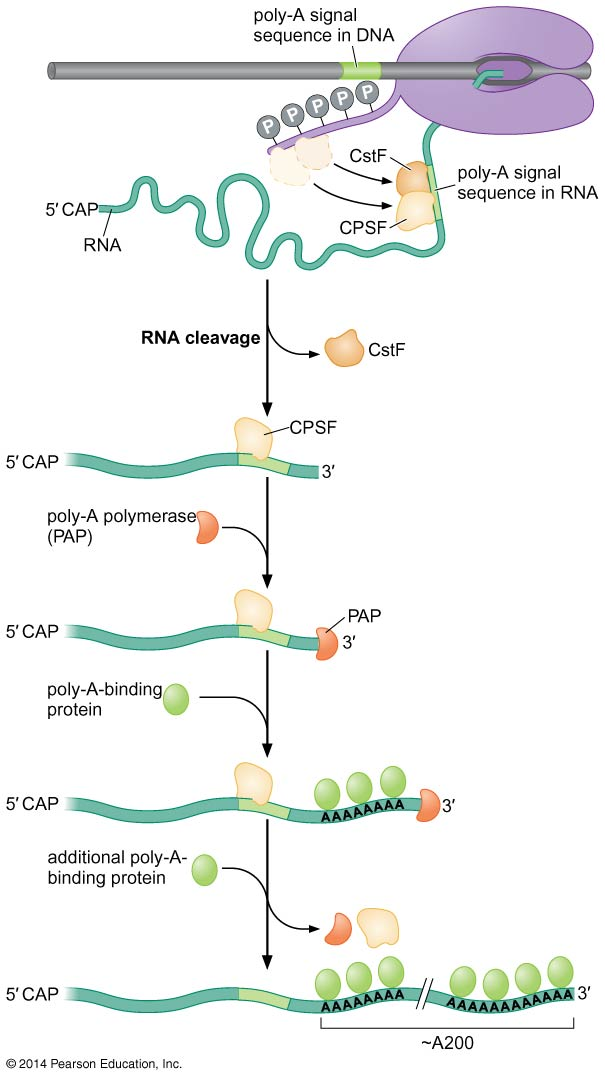 poly-A signal
sequence in DNA
P P P P P
CstF
poly-A signal
sequence in RNA
5′ CAP
RNA
CPSF
RNA cleavage
CstF
CPSF
5′ CAP
3′
poly-A polymerase
(PAP)
PAP
5′ CAP
3′
poly-A-binding
protein
5′ CAP
AAAAAAAA
3′
additional poly-A-
binding protein
5′ CAP
AAAAAAAA
AAAAAAAAAAAA
3′
~A200
© 2014 Pearson Education, Inc.